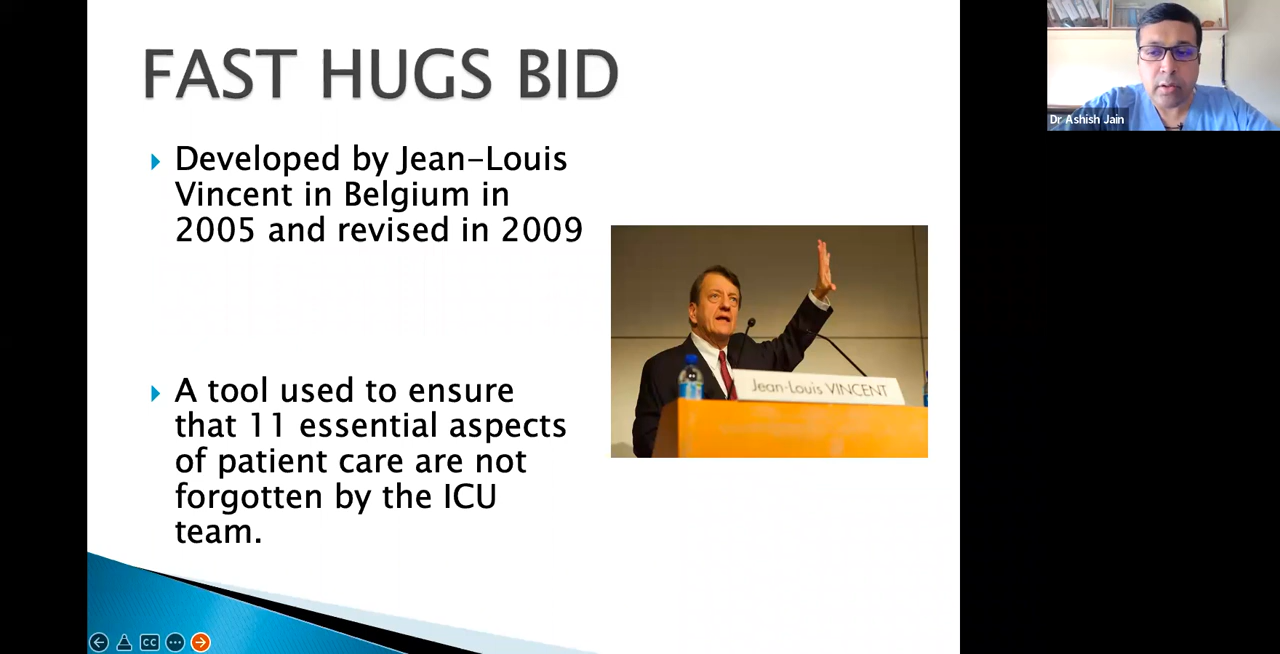 FAST HUGS BID
Developed by Jean-Louis
Vincent in Belgium in
2005 and revised in 2009
A tool used to ensure
that 11 essential aspects
of patient care are not
forgotten by the ICU
team.
Jean-Louis VINCENT
Dr Ashish Jain
CC